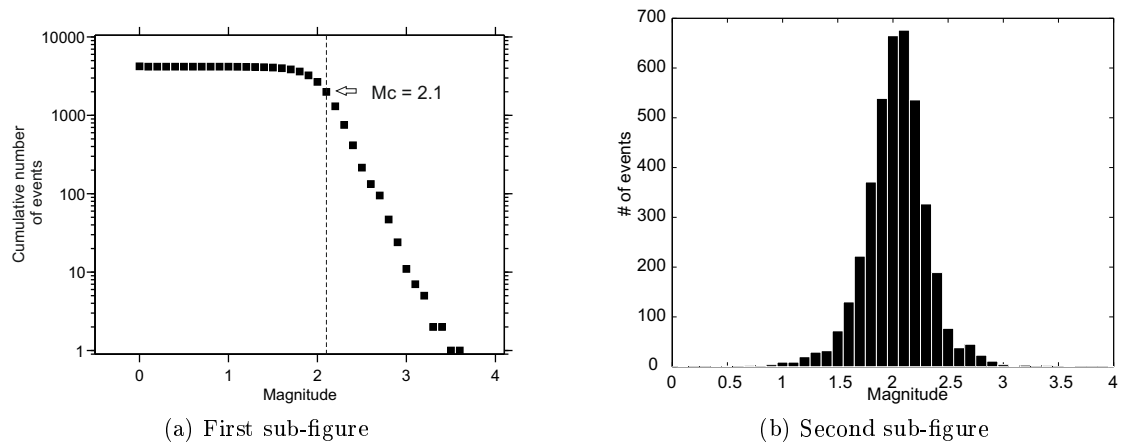 10000
1000
100
10
1
Cumulative number
of events
Mc = 2.1
0 1 2 3 4
Magnitude
(a) First sub-figure
700
600
500
400
300
200
100
0
# of events
0 0.5 1 1.5 2 2.5 3 3.5 4
Magnitude
(b) Second sub-figure